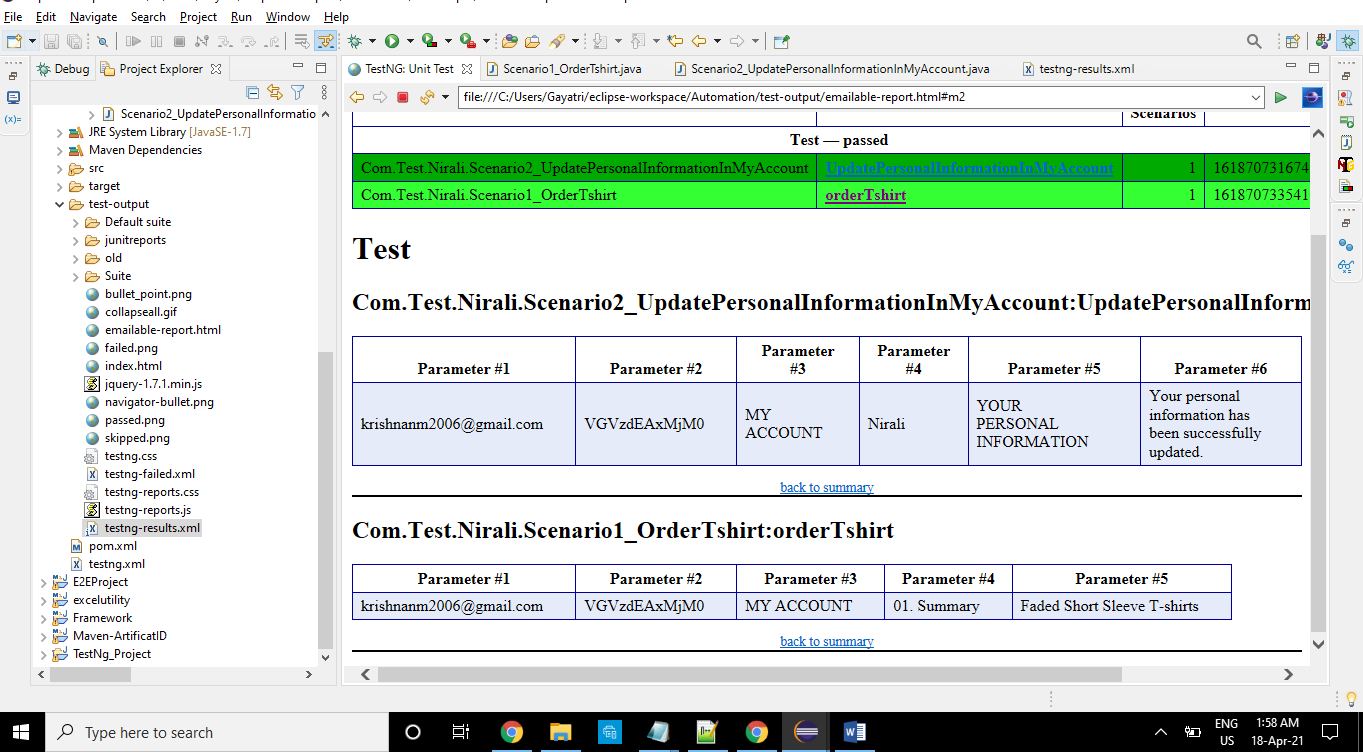 File Edit Navigate Search Project Run Window Help
Debug Project Explorer
TestNG: Unit Test Scenario1_OrderTshirt.java Scenario2_UpdatePersonalInformationInMyAccount.java testng-results.xml
file:///C:/Users/Gayatri/eclipse-workspace/Automation/test-output/emailable-report.html#m2
(x)=
Scenario2_UpdatePersonalInformatio
JRE System Library [JavaSE-1.7]
Maven Dependencies
src
target
test-output
Default suite
junitreports
old
Suite
bullet_point.png
collapseall.gif
emailable-report.html
failed.png
index.html
jquery-1.7.1.min.js
navigator-bullet.png
passed.png
skipped.png
testng.css
testng-failed.xml
testng-reports.css
testng-reports.js
testng-results.xml
pom.xml
testng.xml
E2EProject
excelutility
Framework
Maven-ArtificatID
TestNg_Project
Scenarios
Test — passed
Com.Test.Nirali.Scenario2_UpdatePersonalInformationInMyAccount UpdatePersonalInformationInMyAccount 1 161870731674
Com.Test.Nirali.Scenario1_OrderTshirt orderTshirt 1 161870733541
Test
Com.Test.Nirali.Scenario2_UpdatePersonalInformationInMyAccount:UpdatePersonalInform
Parameter #1 Parameter #2 Parameter #3 Parameter #4 Parameter #5 Parameter #6
krishnanm2006@gmail.com VGVzdEAxMjM0 MY ACCOUNT Nirali YOUR PERSONAL INFORMATION Your personal information has been successfully updated.
back to summary
Com.Test.Nirali.Scenario1_OrderTshirt:orderTshirt
Parameter #1 Parameter #2 Parameter #3 Parameter #4 Parameter #5
krishnanm2006@gmail.com VGVzdEAxMjM0 MY ACCOUNT 01. Summary Faded Short Sleeve T-shirts
back to summary
Type here to search
ENG
US
1:58 AM
18-Apr-21